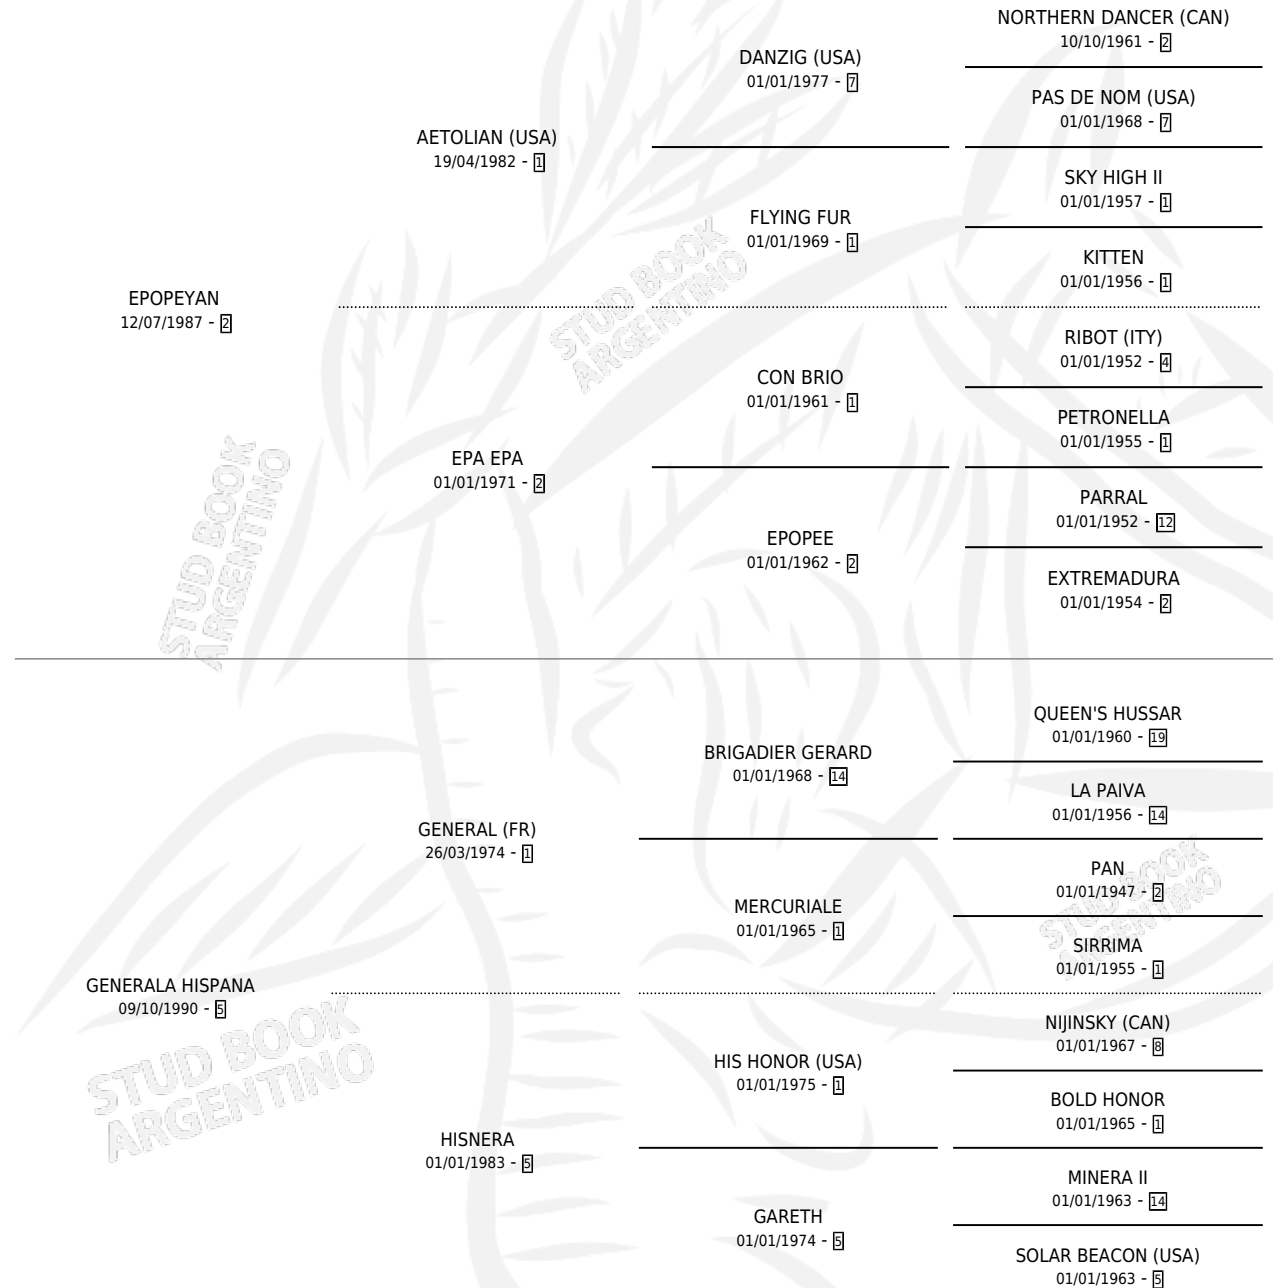 NORTHERN DANCER (CAN)
10/10/1961 - 2
DANZIG (USA)
01/01/1977 - 7
PAS DE NOM (USA)
01/01/1968 - 7
AETOLIAN (USA)
19/04/1982 - 1
SKY HIGH II
01/01/1957 - 1
FLYING FUR
01/01/1969 - 1
KITTEN
01/01/1956 - 1
EPOPEYAN
12/07/1987 - 2
STUD BOOK
ARGENTINO
RIBOT (ITY)
01/01/1952 - 4
CON BRIO
01/01/1961 - 1
PETRONELLA
01/01/1955 - 1
EPA EPA
01/01/1971 - 2
PARRAL
01/01/1952 - 12
EPOPEE
01/01/1962 - 2
EXTREMADURA
01/01/1954 - 2
STUD BOOK
ARGENTINO
QUEEN'S HUSSAR
01/01/1960 - 19
BRIGADIER GERARD
01/01/1968 - 14
LA PAIVA
01/01/1956 - 14
GENERAL (FR)
26/03/1974 - 1
PAN
01/01/1947 - 2
MERCURIALE
01/01/1965 - 1
SIRRIMA
01/01/1955 - 1
STUD BOOK
ARGENTINO
GENERALA HISPANA
09/10/1990 - 5
NIJINSKY (CAN)
01/01/1967 - 8
HIS HONOR (USA)
01/01/1975 - 1
BOLD HONOR
01/01/1965 - 1
STUD BOOK
ARGENTINO
HISNERA
01/01/1983 - 5
MINERA II
01/01/1963 - 14
GARETH
01/01/1974 - 5
SOLAR BEACON (USA)
01/01/1963 - 5